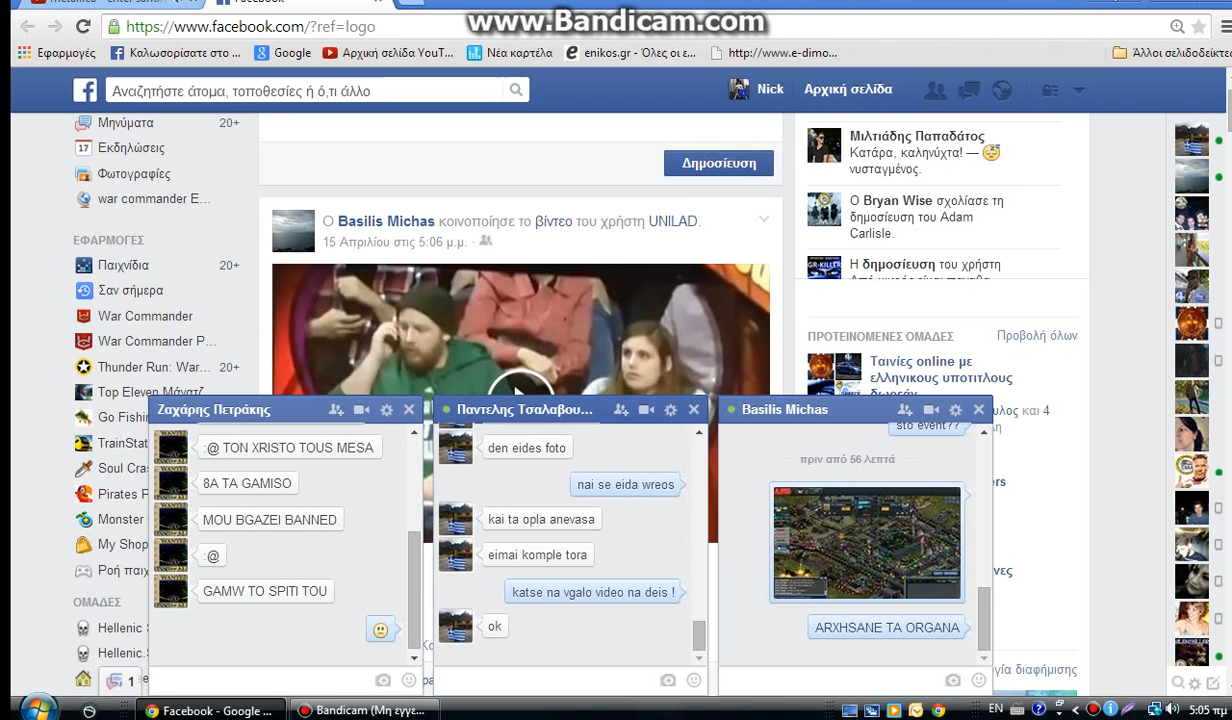 Facebook
www.Bandicam.com
https://www.facebook.com/?ref=logo
Εφαρμογές
Καλωσορίσατε στο ...
Google
Αρχική σελίδα YouT...
Νέα καρτέλα
enikos.gr - Όλες οι ε...
http://www.e-dimo...
Άλλοι σελιδοδείκτε
Αναζητήστε άτομα, τοποθεσίες ή ό,τι άλλο
Nick
Αρχική σελίδα
Μηνύματα 20+
Εκδηλώσεις
Φωτογραφίες
war commander E...
ΕΦΑΡΜΟΓΕΣ
Παιχνίδια 20+
Σαν σήμερα
War Commander
War Commander P...
Thunder Run: War... 20+
Top Eleven Μάνατζ
Go Fishin
TrainStat
Soul Cras
Pirates F
Monster
My Shop
Ροή παιχ
ΟΜΑΔΕΣ
Hellenic S
Hellenic.S
1
Δημοσίευση
Ο Basilis Michas κοινοποίησε το βίντεο του χρήστη UNILAD.
15 Απριλίου στις 5:06 μ.μ. ·
Μιλτιάδης Παπαδάτος
Κατάρα, καληνύχτα! —
νυσταγμένος.
Ο Bryan Wise σχολίασε τη
δημοσίευση του Adam
Carlisle.
Η δημοσίευση του χρήστη
ΠΡΟΤΕΙΝΟΜΕΝΕΣ ΟΜΑΔΕΣ
Προβολή όλων
Ταινίες online με
ελληνικους υποτιτλους
Ζαχάρης Πετράκης
:@ TON XRISTO TOUS MESA
8A TA GAMISO
MOU BGAZEI BANNED
:@
GAMW TO SPITI TOU
Παντελης Τσαλαβου...
den eides foto
nai se eida wreos
kai ta opla anevasa
eimai komple tora
katse na vgalo video na deis !
ok
Basilis Michas
sto event??
πριν από 56 λεπτά
ARXHSANE TA ORGANA
Facebook - Google ...
Bandicam (Μη εγγε...
EN
5:05 πμ